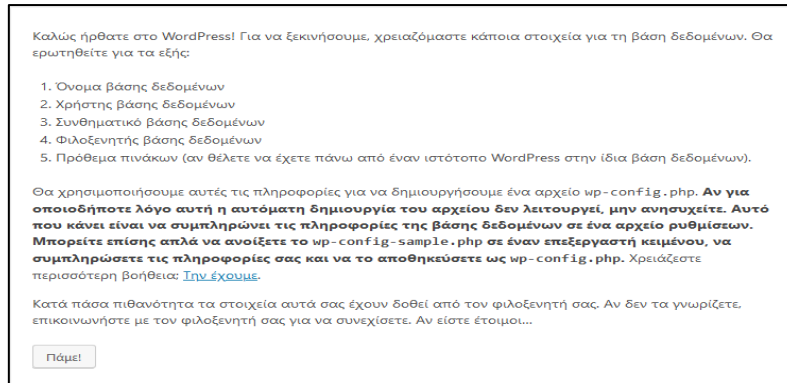 Καλώς ήρθατε στο WordPress! Για να ξεκινήσουμε, χρειαζόμαστε κάποια στοιχεία για τη βάση δεδομένων. Θα
ερωτηθείτε για τα εξής:
1. Όνομα βάσης δεδομένων
2. Χρήστης βάσης δεδομένων
3. Συνθηματικό βάσης δεδομένων
4. Φιλοξενητής βάσης δεδομένων
5. Πρόθεμα πινάκων (αν θέλετε να έχετε πάνω από έναν ιστότοπο WordPress στην ίδια βάση δεδομένων).
Θα χρησιμοποιήσουμε αυτές τις πληροφορίες για να δημιουργήσουμε ένα αρχείο wp-config.php. Αν για
οποιοδήποτε λόγο αυτή η αυτόματη δημιουργία του αρχείου δεν λειτουργεί, μην ανησυχείτε. Αυτό
που κάνει είναι να συμπληρώνει τις πληροφορίες της βάσης δεδομένων σε ένα αρχείο ρυθμίσεων.
Μπορείτε επίσης απλά να ανοίξετε το wp-config-sample.php σε έναν επεξεργαστή κειμένου, να
συμπληρώσετε τις πληροφορίες σας και να το αποθηκεύσετε ως wp-config.php. Χρειάζεστε
περισσότερη βοήθεια; Την έχουμε.
Κατά πάσα πιθανότητα τα στοιχεία αυτά σας έχουν δοθεί από τον φιλοξενητή σας. Αν δεν τα γνωρίζετε,
επικοινωνήστε με τον φιλοξενητή σας για να συνεχίσετε. Αν είστε έτοιμοι...
Πάμε!